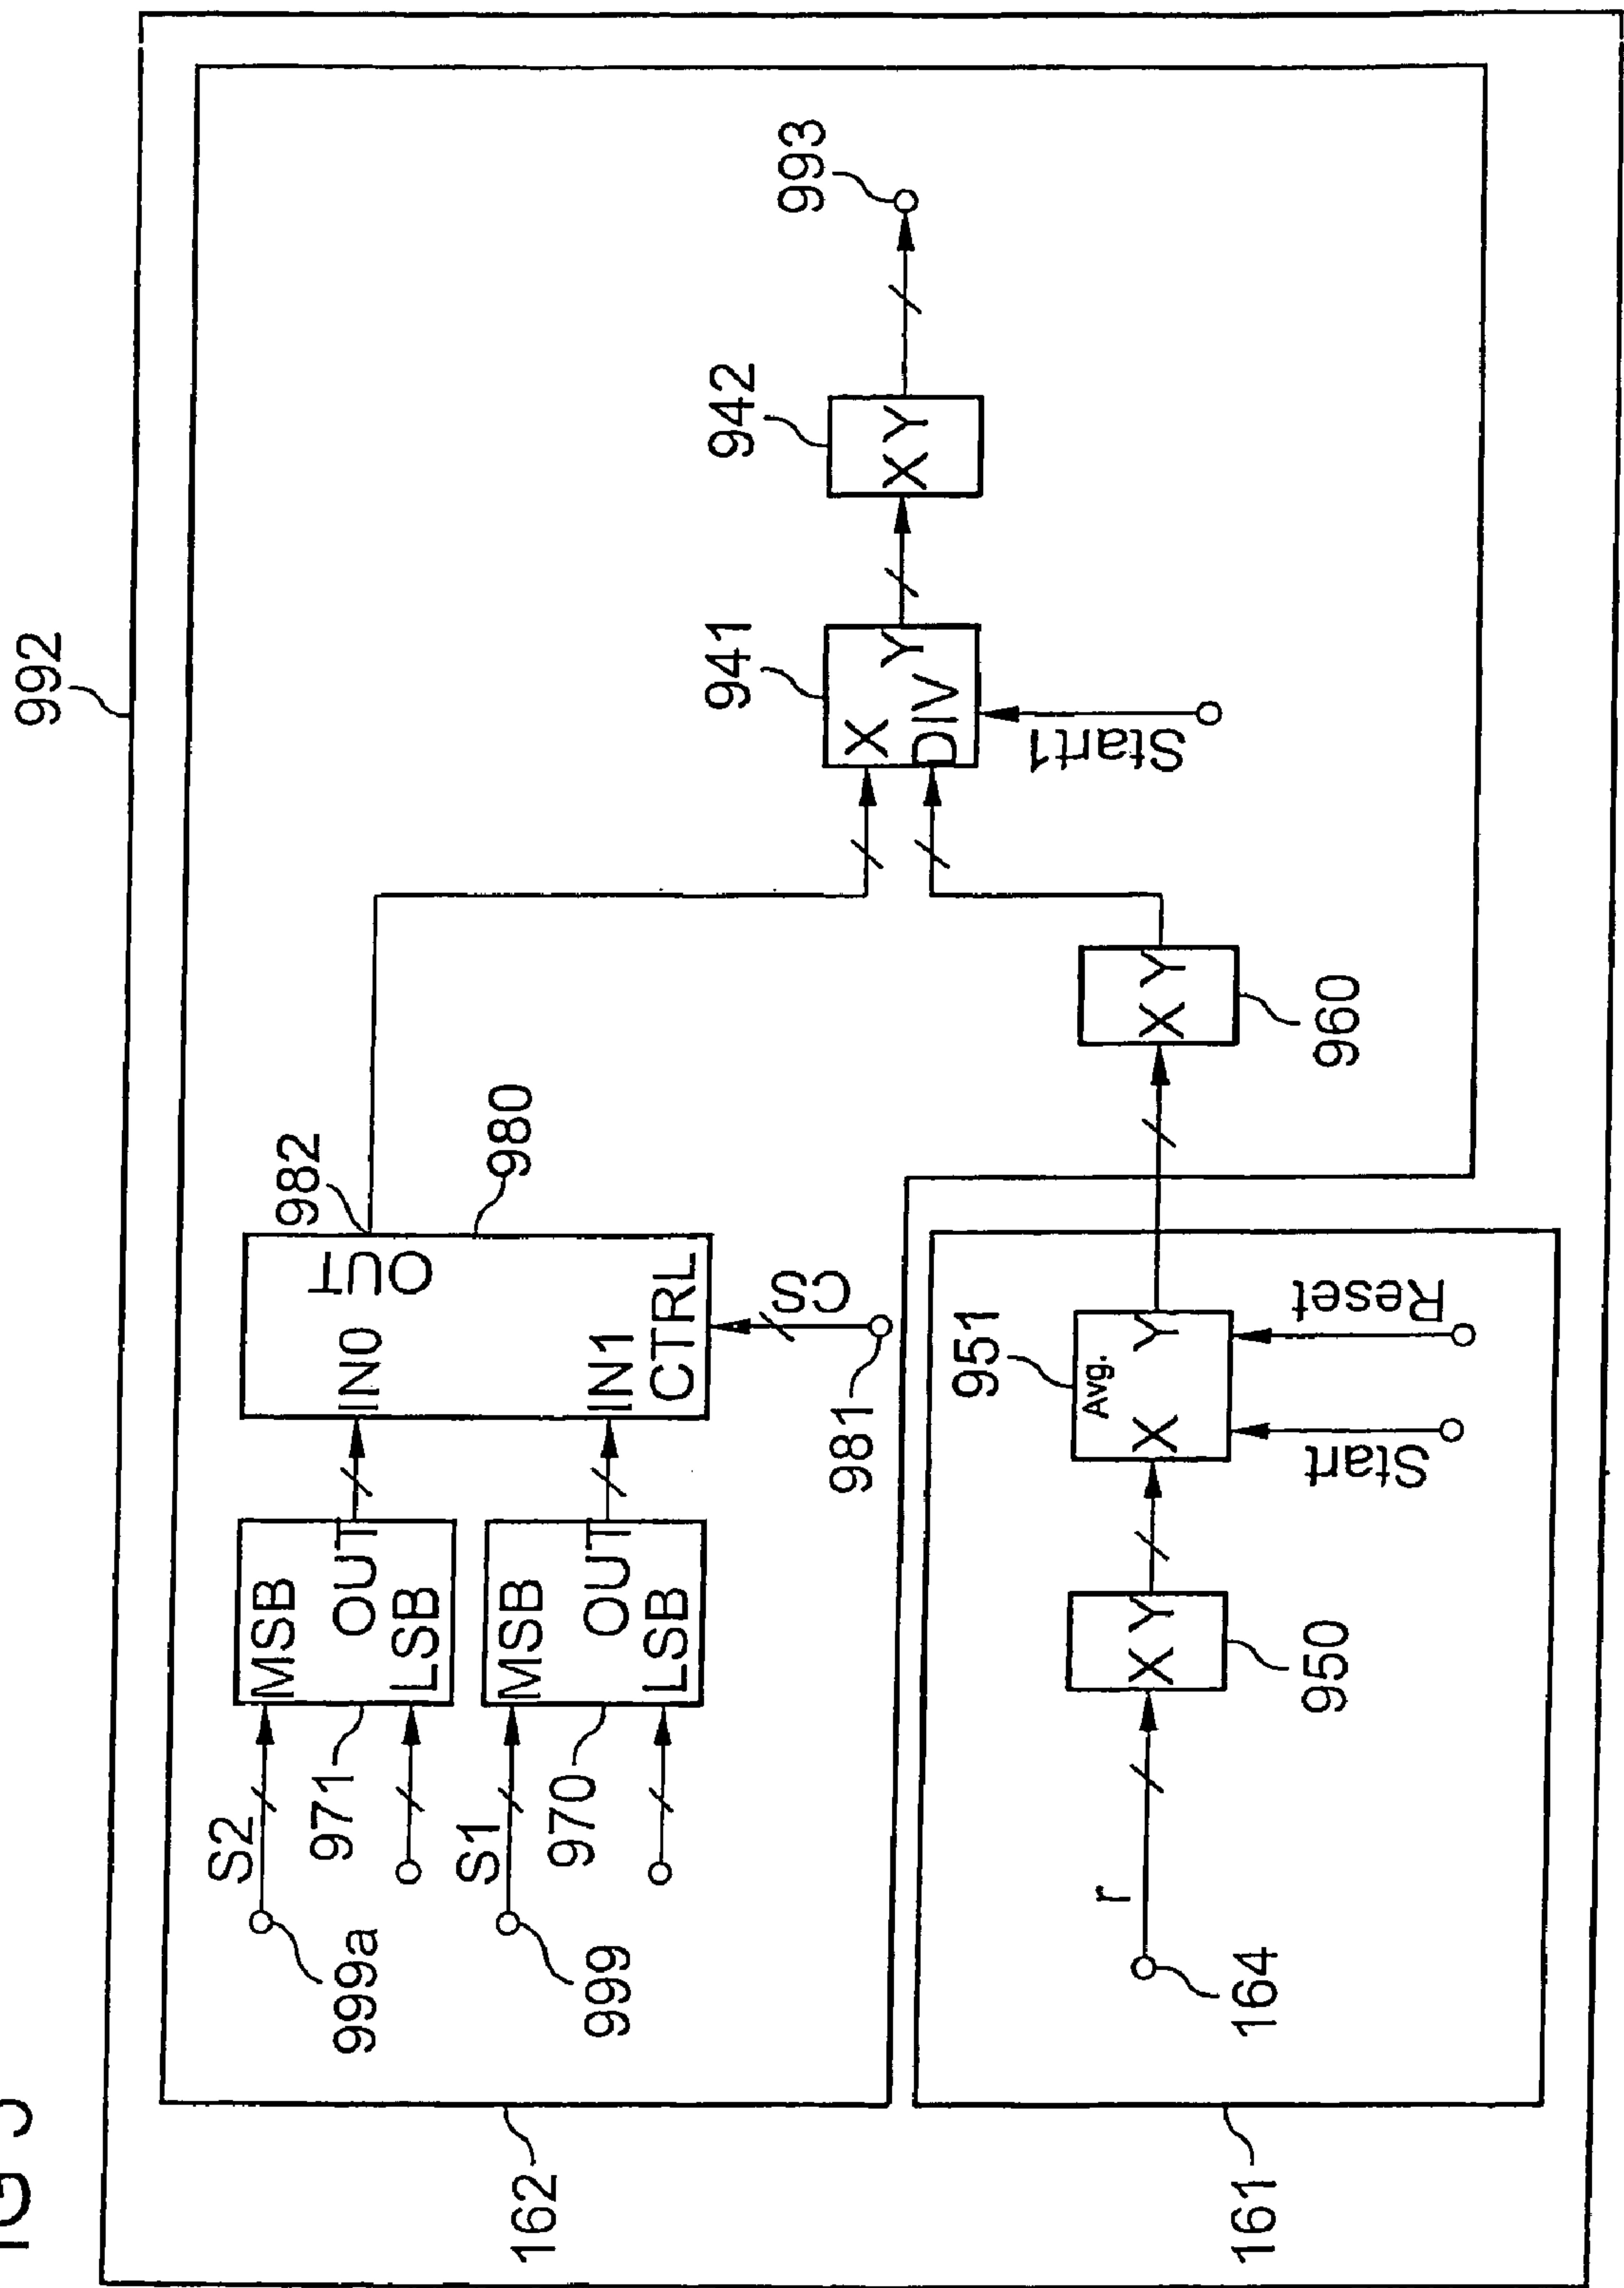 992
162
999a
S2
971
MSB
OUT
LSB
999
S1
970
MSB
OUT
LSB
982
980
IN0
OUT
IN1
CTRL
CS
981
941
X
Y
DIV
Start1
942
X Y
993
161
164
r
950
X Y
951
Avg.
X
Y
Start
Reset
960
X Y